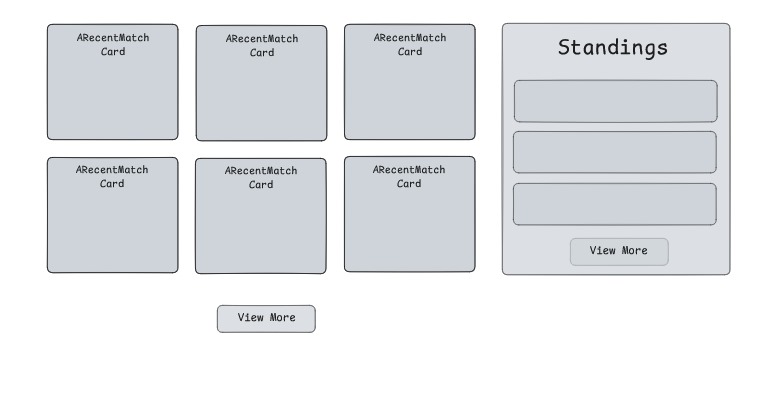 ARecentMatch
Card
ARecentMatch
Card
ARecentMatch
Card
Standings
ARecentMatch
Card
ARecentMatch
Card
ARecentMatch
Card
View More
View More